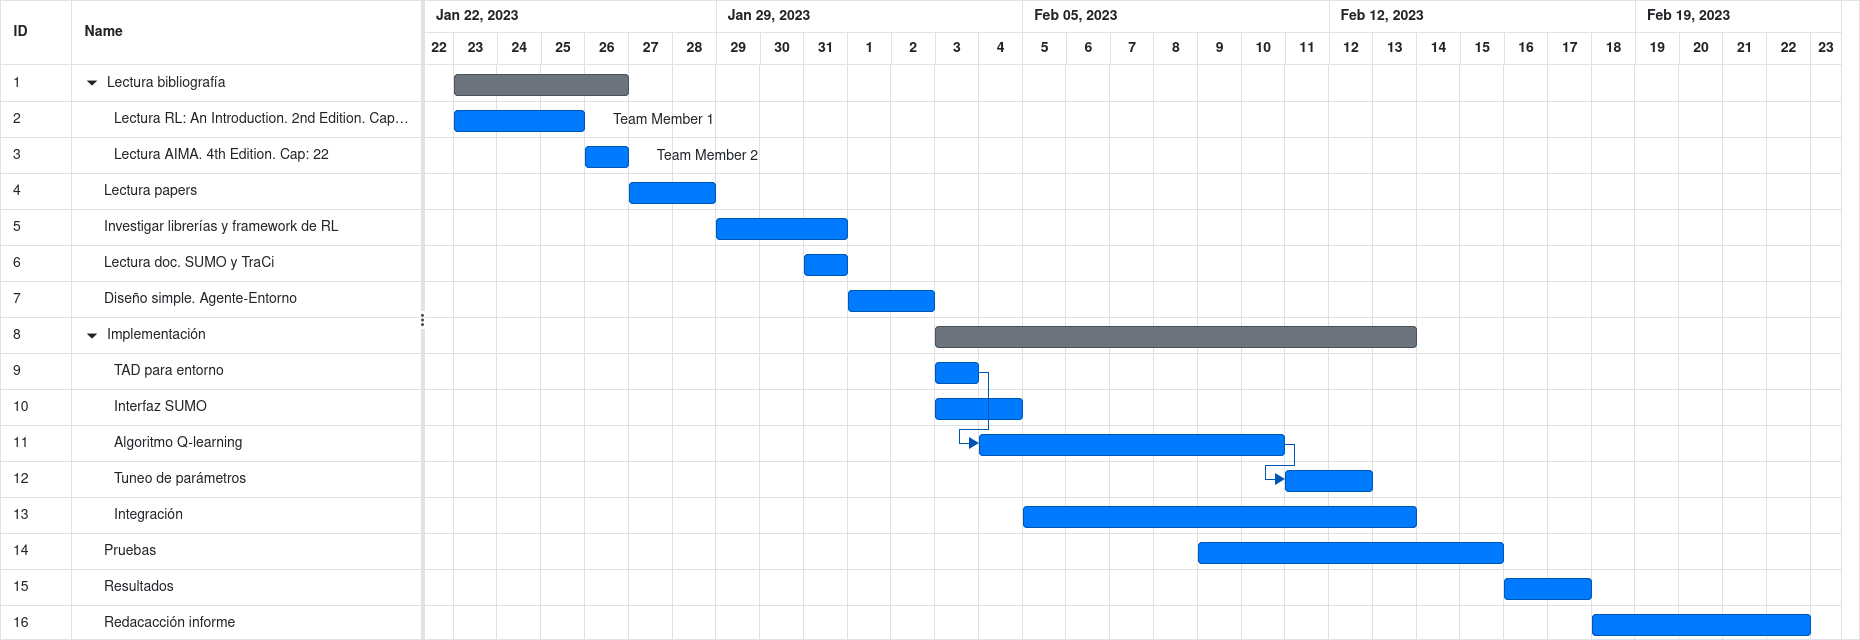 ID Name Jan 22, 2023 Jan 29, 2023 Feb 05, 2023 Feb 12, 2023 Feb 19, 2023
22 23 24 25 26 27 28 29 30 31 1 2 3 4 5 6 7 8 9 10 11 12 13 14 15 16 17 18 19 20 21 22 23
1 Lectura bibliografía
2 Lectura RL: An Introduction. 2nd Edition. Cap... Team Member 1
3 Lectura AIMA. 4th Edition. Cap: 22 Team Member 2
4 Lectura papers
5 Investigar librerías y framework de RL
6 Lectura doc. SUMO y TraCi
7 Diseño simple. Agente-Entorno
8 Implementación
9 TAD para entorno
10 Interfaz SUMO
11 Algoritmo Q-learning
12 Tuneo de parámetros
13 Integración
14 Pruebas
15 Resultados
16 Redacacción informe